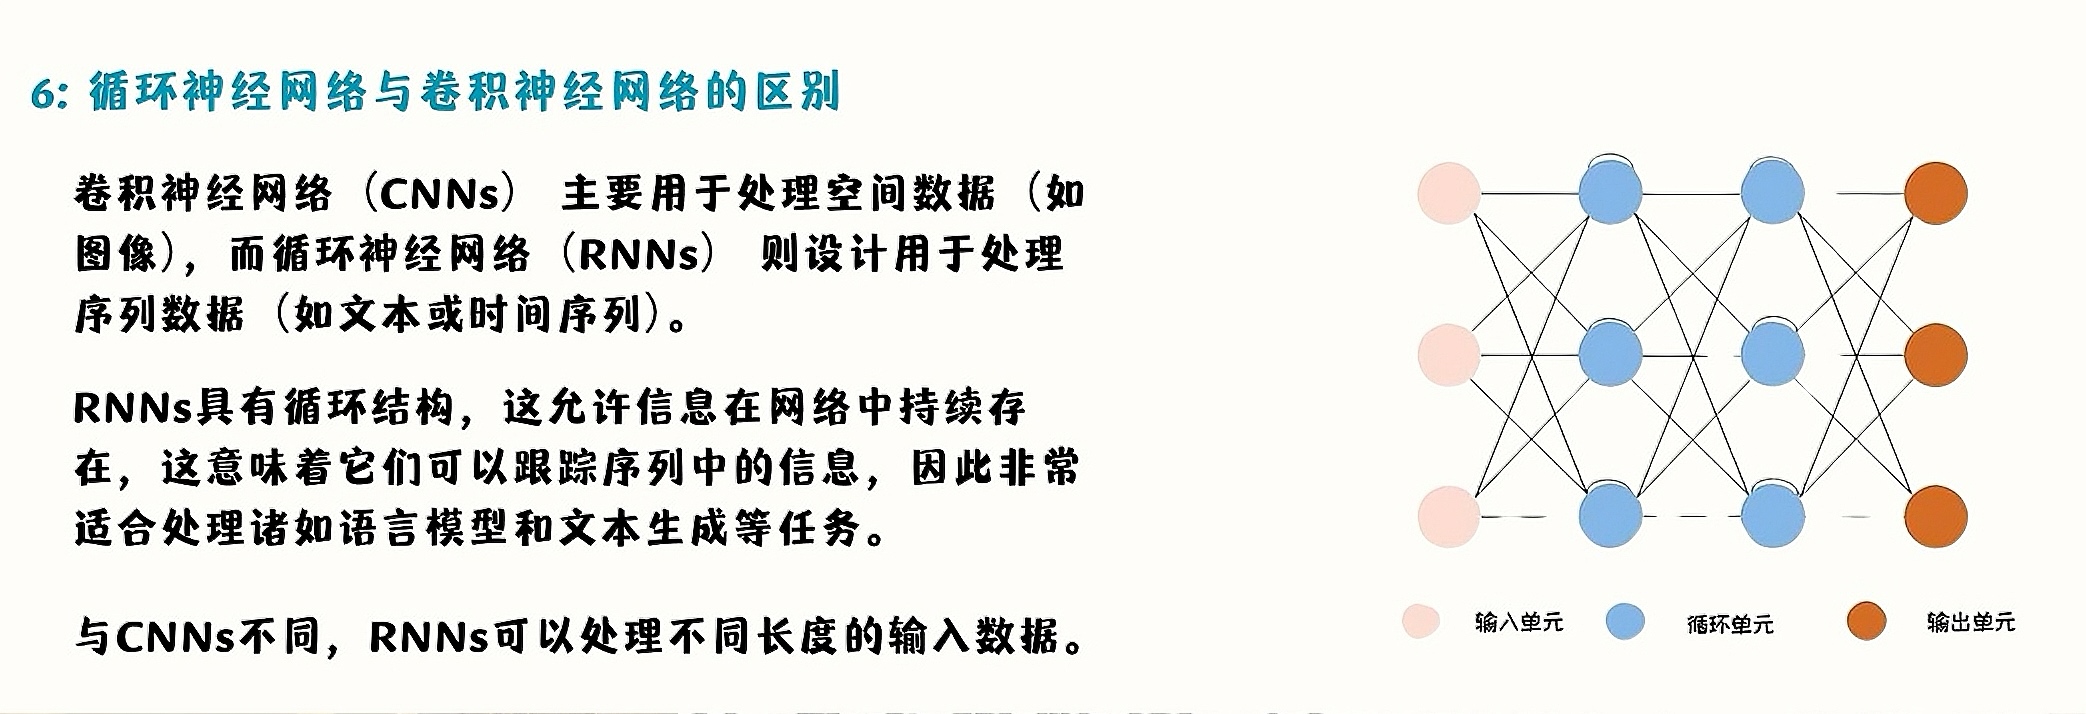 6: 循环神经网络与卷积神经网络的区别
卷积神经网络（CNNs） 主要用于处理空间数据（如
图像），而循环神经网络（RNNs） 则设计用于处理
序列数据（如文本或时间序列）。
RNNs具有循环结构，这允许信息在网络中持续存
在，这意味着它们可以跟踪序列中的信息，因此非常
适合处理诸如语言模型和文本生成等任务。
与CNNs不同，RNNs可以处理不同长度的输入数据。
输入单元 循环单元 输出单元